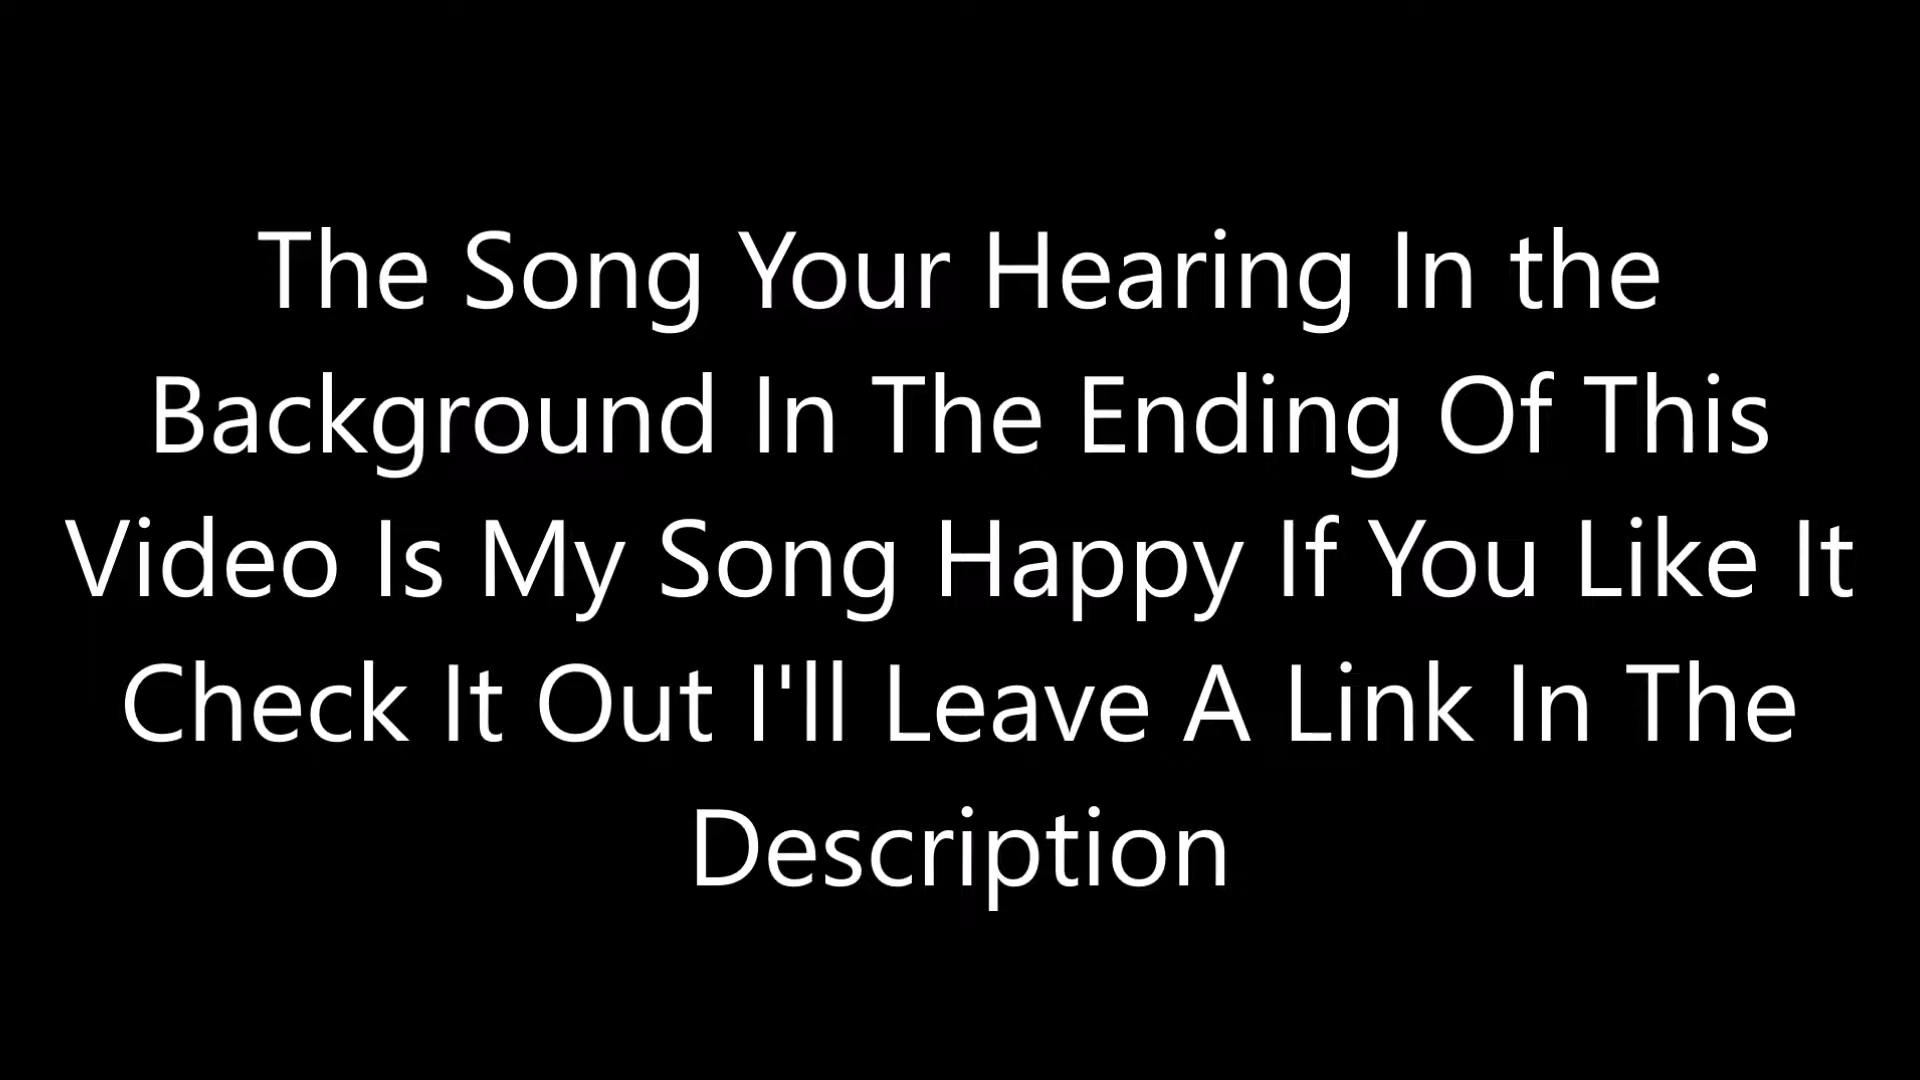 The Song Your Hearing In the
Background In The Ending Of This
Video Is My Song Happy If You Like It
Check It Out I'll Leave A Link In The
Description